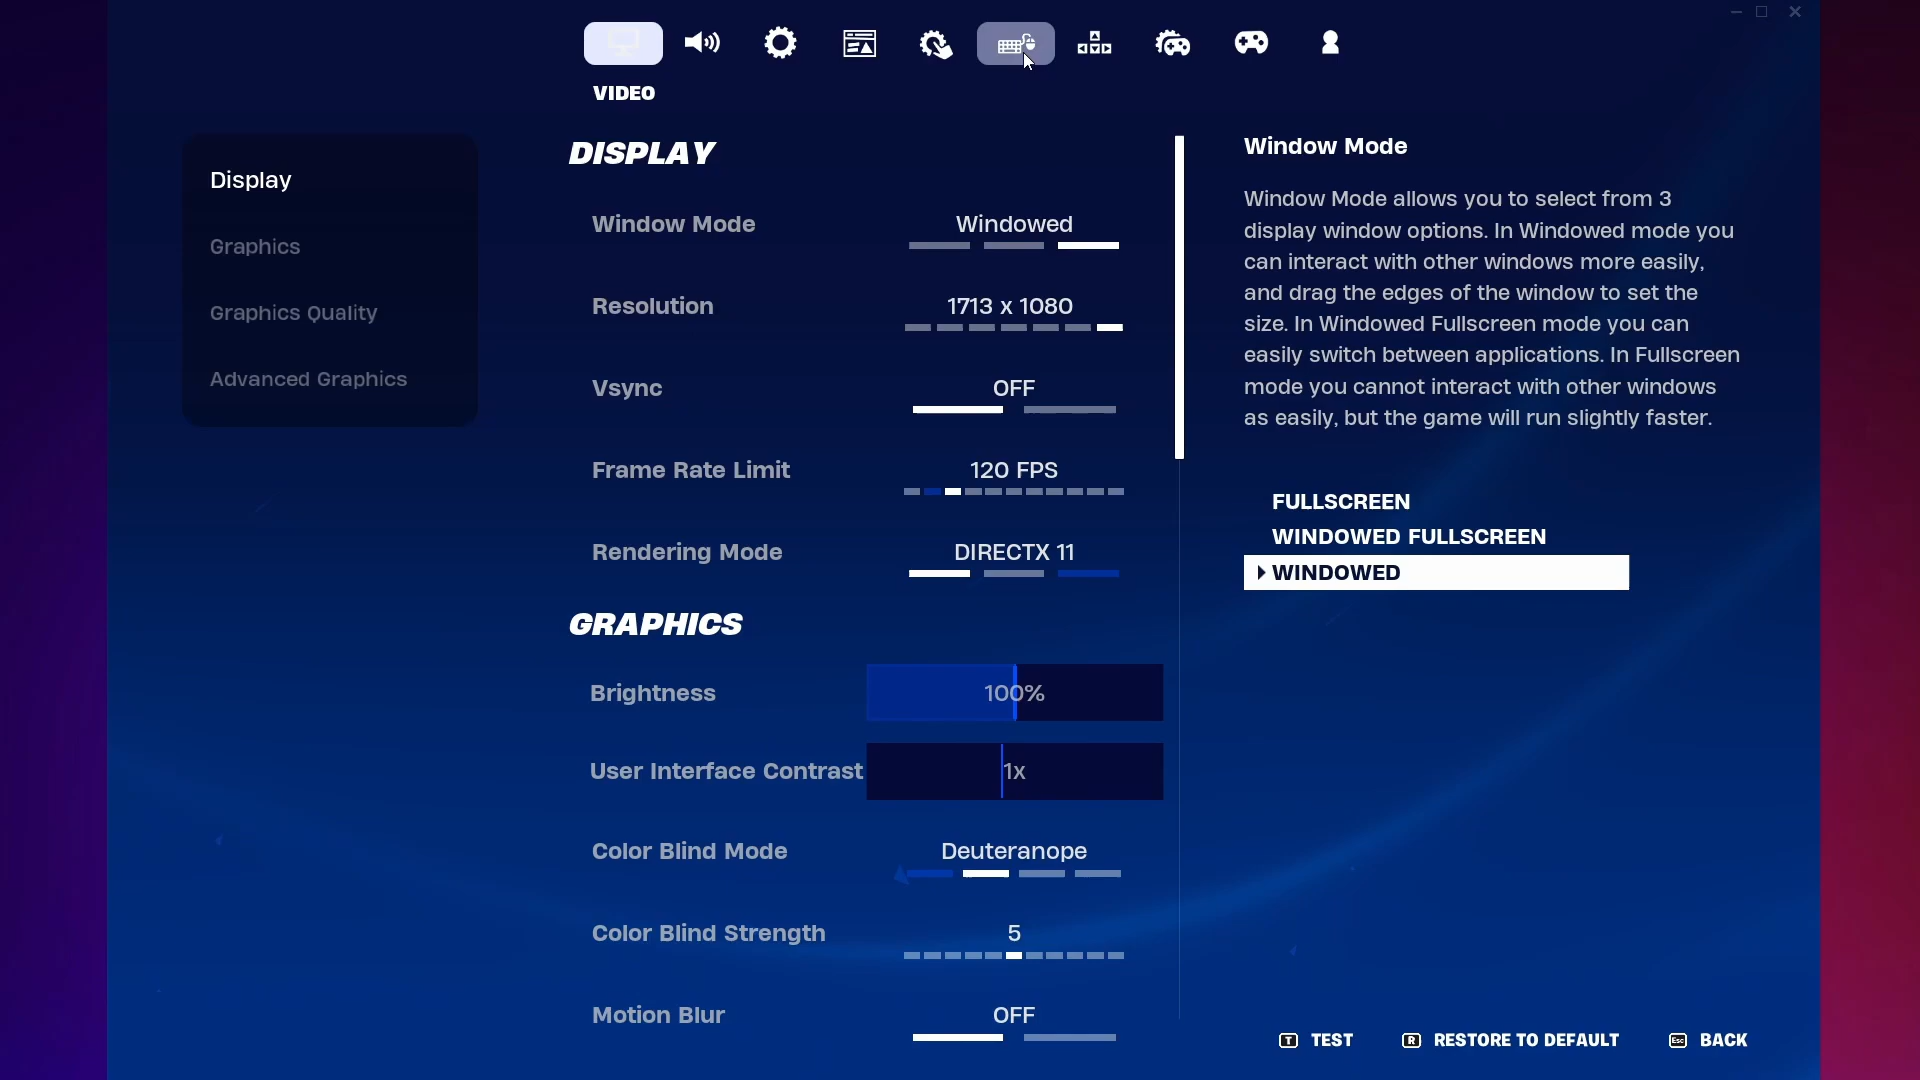 VIDEO
Display
Graphics
Graphics Quality
Advanced Graphics
DISPLAY
Window Mode
Windowed
Resolution
1713 x 1080
Vsync
OFF
Frame Rate Limit
120 FPS
Rendering Mode
DIRECTX 11
GRAPHICS
Brightness
100%
User Interface Contrast
1x
Color Blind Mode
Deuteranope
Color Blind Strength
5
Motion Blur
OFF
Window Mode
Window Mode allows you to select from 3
display window options. In Windowed mode you
can interact with other windows more easily,
and drag the edges of the window to set the
size. In Windowed Fullscreen mode you can
easily switch between applications. In Fullscreen
mode you cannot interact with other windows
as easily, but the game will run slightly faster.
FULLSCREEN
WINDOWED FULLSCREEN
WINDOWED
T TEST
R RESTORE TO DEFAULT
Esc BACK